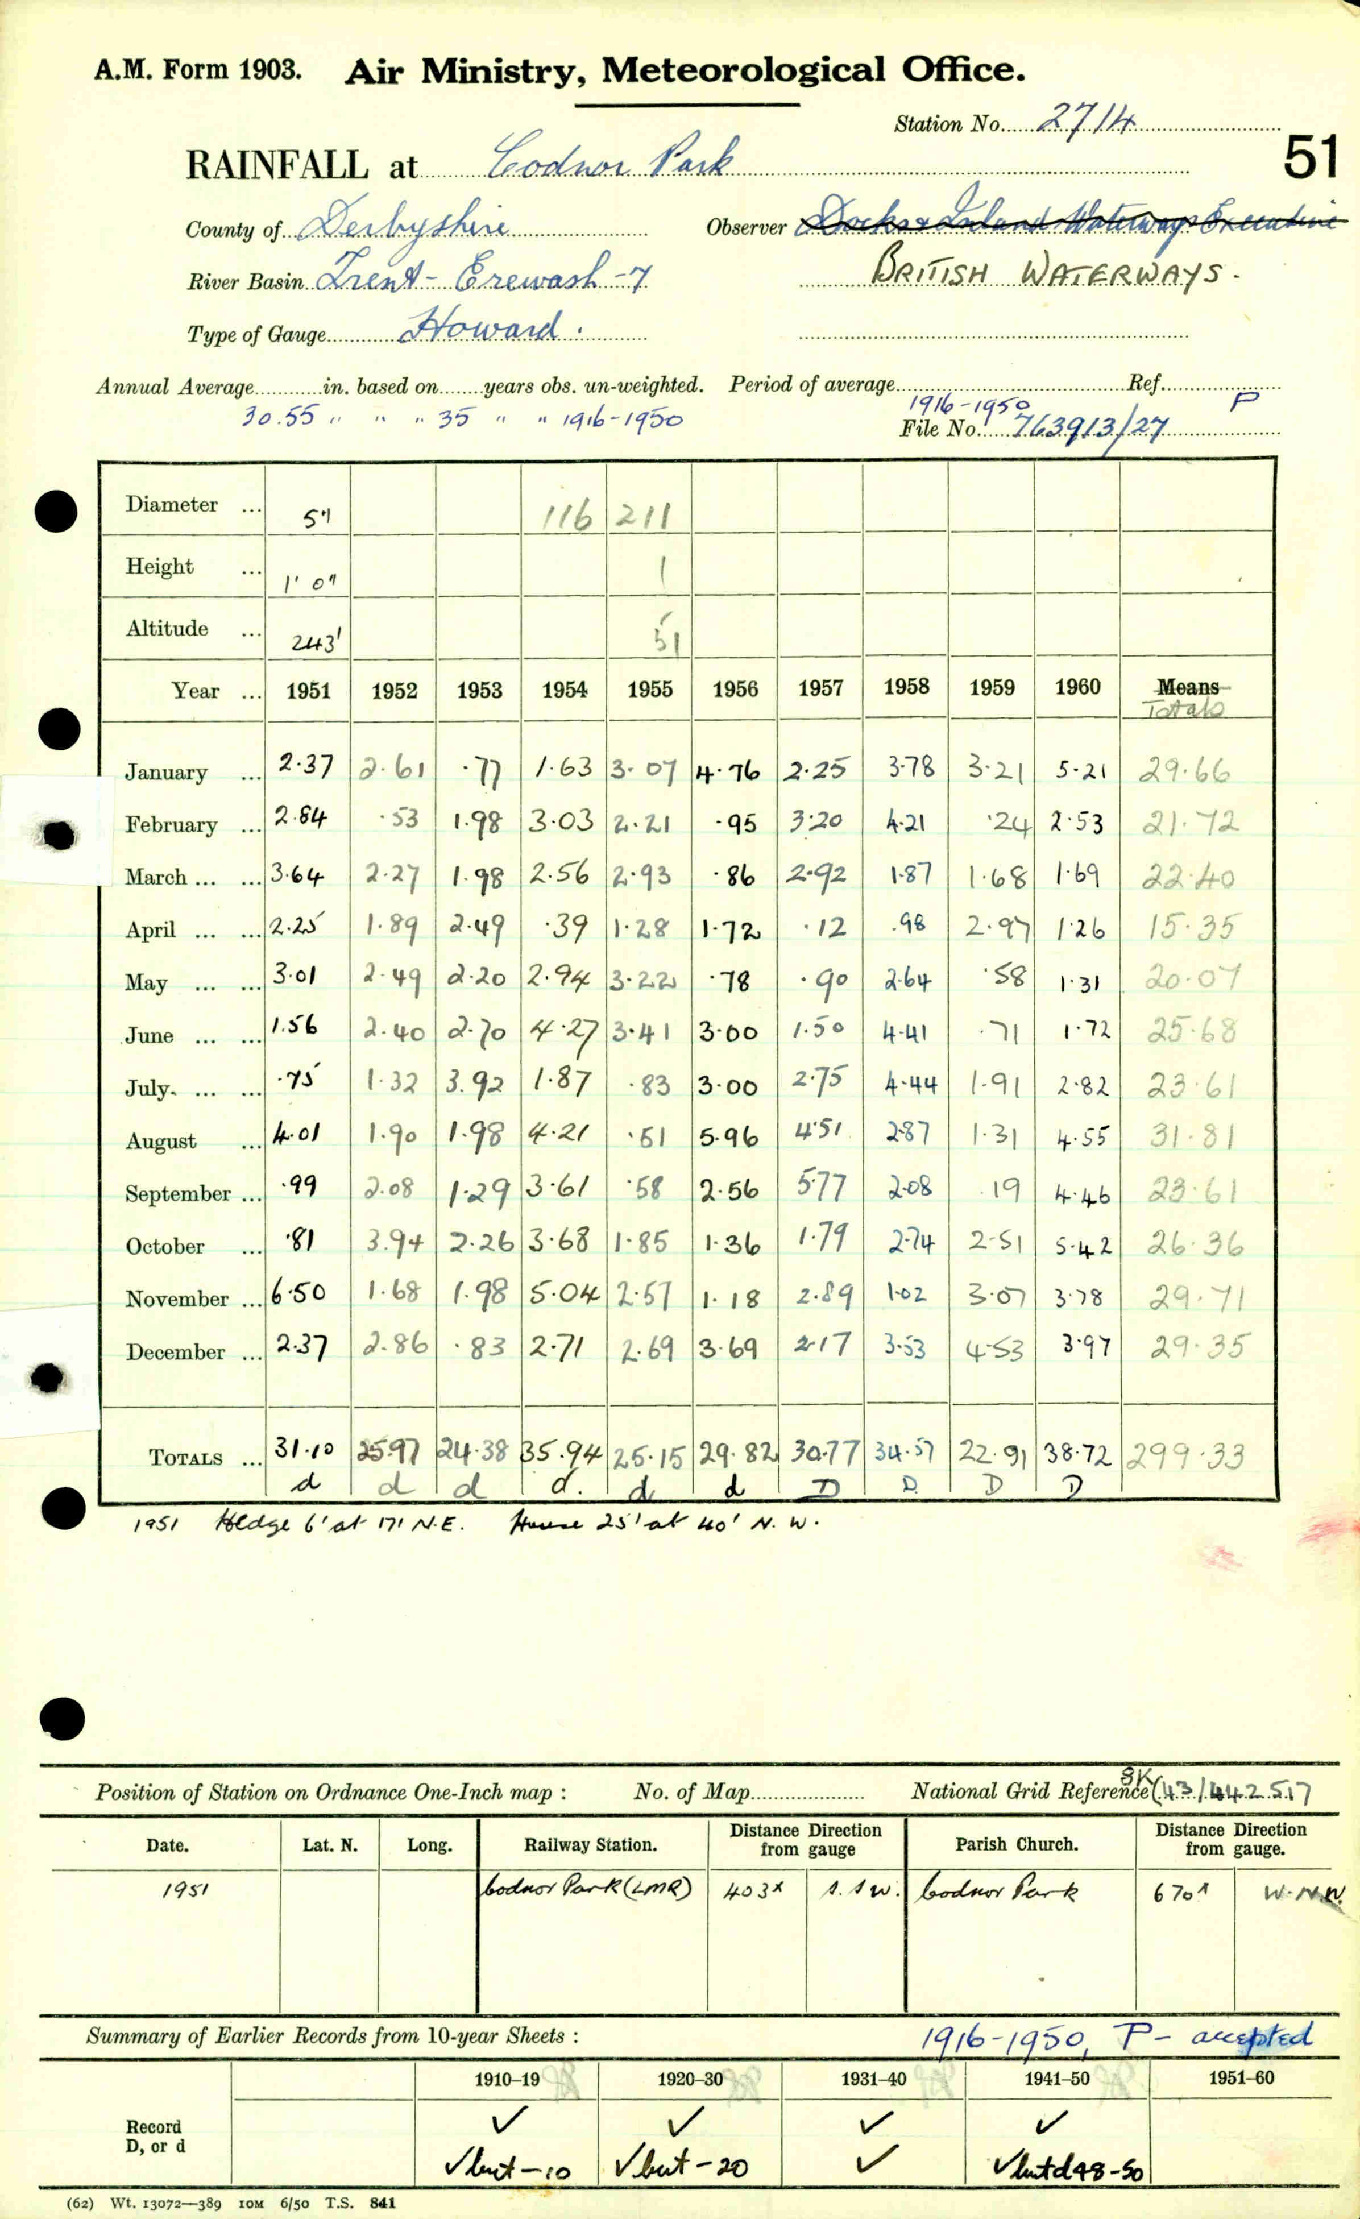 A.M. Form 1903. Air Ministry, Meteorological Office.
Station No. 2714
51
RAINFALL at Codnor Park
County of Derbyshire Observer Docks & Inland Waterways Executive
River Basin Trent - Erewash - 7 BRITISH WATERWAYS.
Type of Gauge Howard.
Annual Average in. based on years obs. un-weighted. Period of average 1916-1950 Ref. P
30.55 " " " 35 " " 1916-1950 File No. 763913/27
Diameter ... 5" 116 211
Height ... 1' 0" 1
Altitude ... 243' 51
Year ... 1951 1952 1953 1954 1955 1956 1957 1958 1959 1960 Means
Totals
January ... 2.37 2.61 .77 1.63 3.07 4.76 2.25 3.78 3.21 5.21 29.66
February ... 2.84 .53 1.98 3.03 2.21 .95 3.20 4.21 .24 2.53 21.72
March ... ... 3.64 2.27 1.98 2.56 2.93 .86 2.92 1.87 1.68 1.69 22.40
April ... ... 2.25 1.89 2.49 .39 1.28 1.72 .12 .98 2.97 1.26 15.35
May ... ... 3.01 2.49 2.20 2.94 3.22 .78 .90 2.64 .58 1.31 20.07
June ... ... 1.56 2.40 2.70 4.27 3.41 3.00 1.50 4.41 .71 1.72 25.68
July ... ... .75 1.32 3.92 1.87 .83 3.00 2.75 4.44 1.91 2.82 23.61
August ... 4.01 1.90 1.98 4.21 .51 5.96 4.51 2.87 1.31 4.55 31.81
September ... .99 2.08 1.29 3.61 .58 2.56 5.77 2.08 .19 4.46 23.61
October ... .81 3.94 2.26 3.68 1.85 1.36 1.79 2.74 2.51 5.42 26.36
November ... 6.50 1.68 1.98 5.04 2.57 1.18 2.89 1.02 3.07 3.78 29.71
December ... 2.37 2.86 .83 2.71 2.69 3.69 2.17 3.53 4.53 3.97 29.35
TOTALS ... 31.10 25.97 24.38 35.94 25.15 29.82 30.77 34.57 22.91 38.72 299.33
d d d d. d d D D. D D
1951 Hedge 6' at 17' N.E. House 25' at 40' N.W.
Position of Station on Ordnance One-Inch map : No. of Map National Grid Reference SK (43/442517
Date. Lat. N. Long. Railway Station. Distance from gauge Direction Parish Church. Distance from gauge. Direction
1951 Codnor Park (LMR) 403x S.SW. Codnor Park 670x W.N.W.
Summary of Earlier Records from 10-year Sheets : 1916-1950, P - accepted
1910–19 1920–30 1931–40 1941–50 1951–60
Record ✓ ✓ ✓ ✓
D, or d ✓but-10 ✓but-20 ✓ ✓but d 48-50
(62) Wt. 13072—389 10M 6/50 T.S. 841